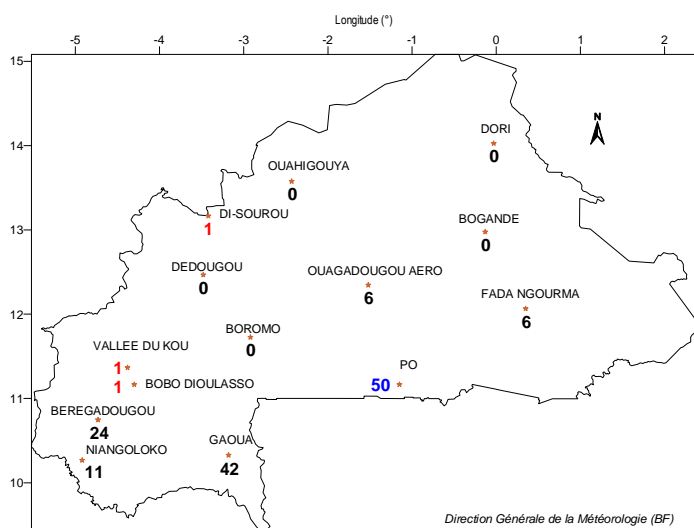 Longitude (°)
-5 -4 -3 -2 -1 0 1 2
15
N
DORI
14
0
OUAHIGOUYA
0
DI-SOUROU
1
BOGANDE
13
0
DEDOUGOU
0
OUAGADOUGOU AERO
6
FADA NGOURMA
6
12
BOROMO
0
VALLEE DU KOU
1
PO
50
1
BOBO DIOULASSO
11
BEREGADOUGOU
24
GAOUA
42
NIANGOLOKO
11
10
Direction Générale de la Météorologie (BF)